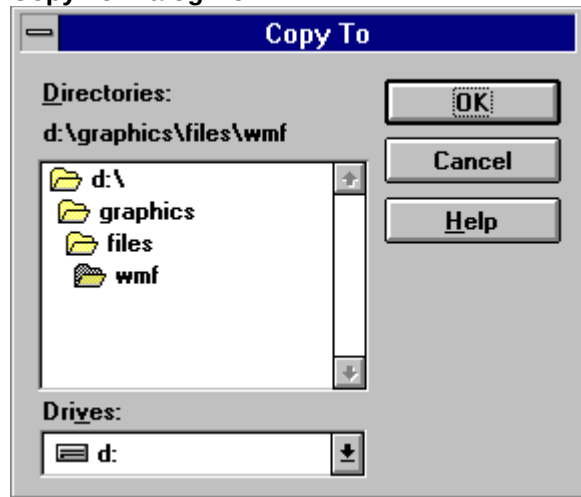 Copy To
Directories:
d:\graphics\files\wmf
d:\
graphics
files
wmf
Drives:
d:
OK
Cancel
Help